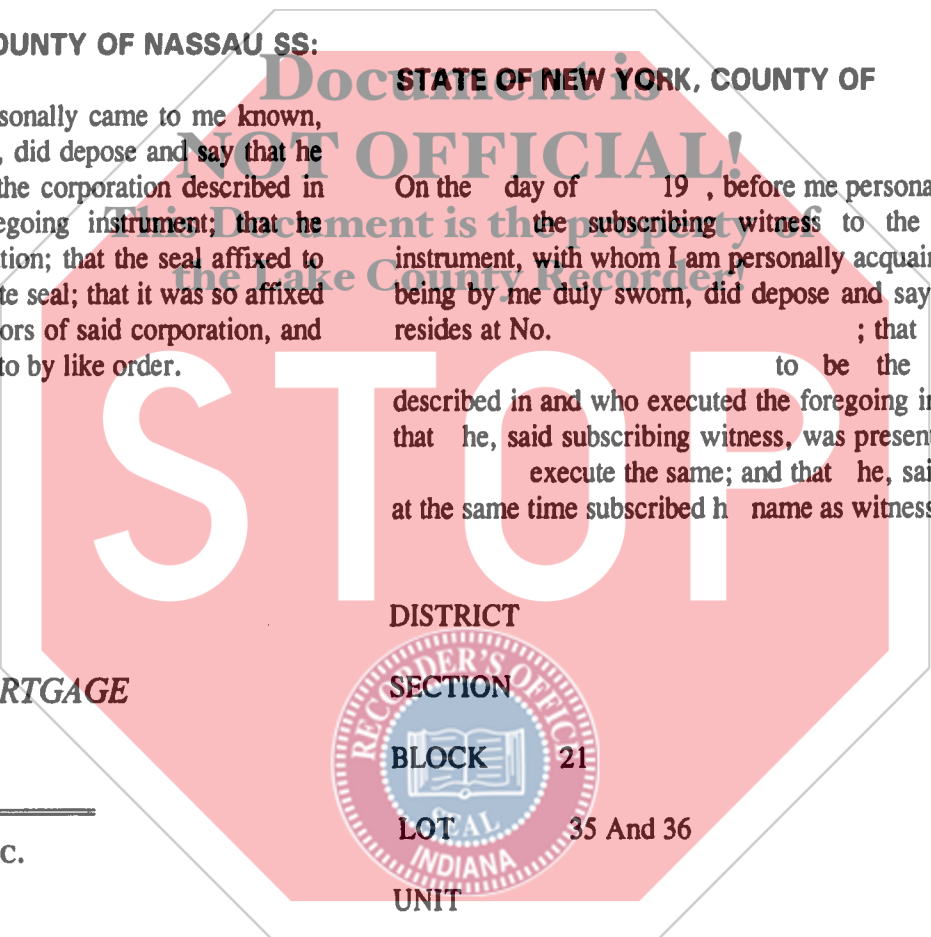 OUNTY OF NASSAU SS:
sonally came to me known,
, did depose and say that he
the corporation described in
egoing instrument; that he
tion; that the seal affixed to
te seal; that it was so affixed
ors of said corporation, and
to by like order.
RTGAGE
C.
STATE OF NEW YORK, COUNTY OF
On the day of 19 , before me persona
the subscribing witness to the
instrument, with whom I am personally acquain
being by me duly sworn, did depose and say
resides at No. ; that
to be the
described in and who executed the foregoing in
that he, said subscribing witness, was present
execute the same; and that he, sai
at the same time subscribed h name as witness
DISTRICT
SECTION
BLOCK 21
LOT 35 And 36
UNIT
Document is
NOT OFFICIAL!
This Document is the property of
the Lake County Recorder!
STOP
RECORDER'S OFFICE
SEAL
INDIANA